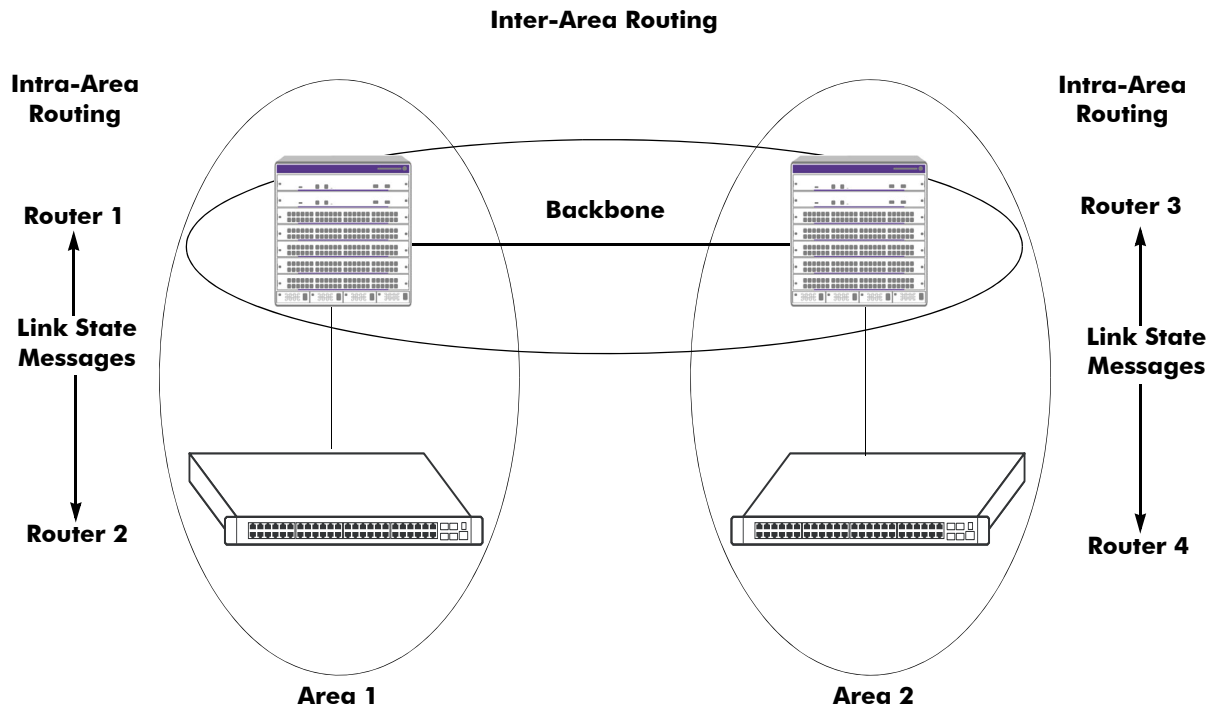 Inter-Area Routing
Intra-Area
Routing
Intra-Area
Routing
Router 1
Backbone
Router 3
Link State
Messages
Link State
Messages
Router 2
Router 4
Area 1
Area 2